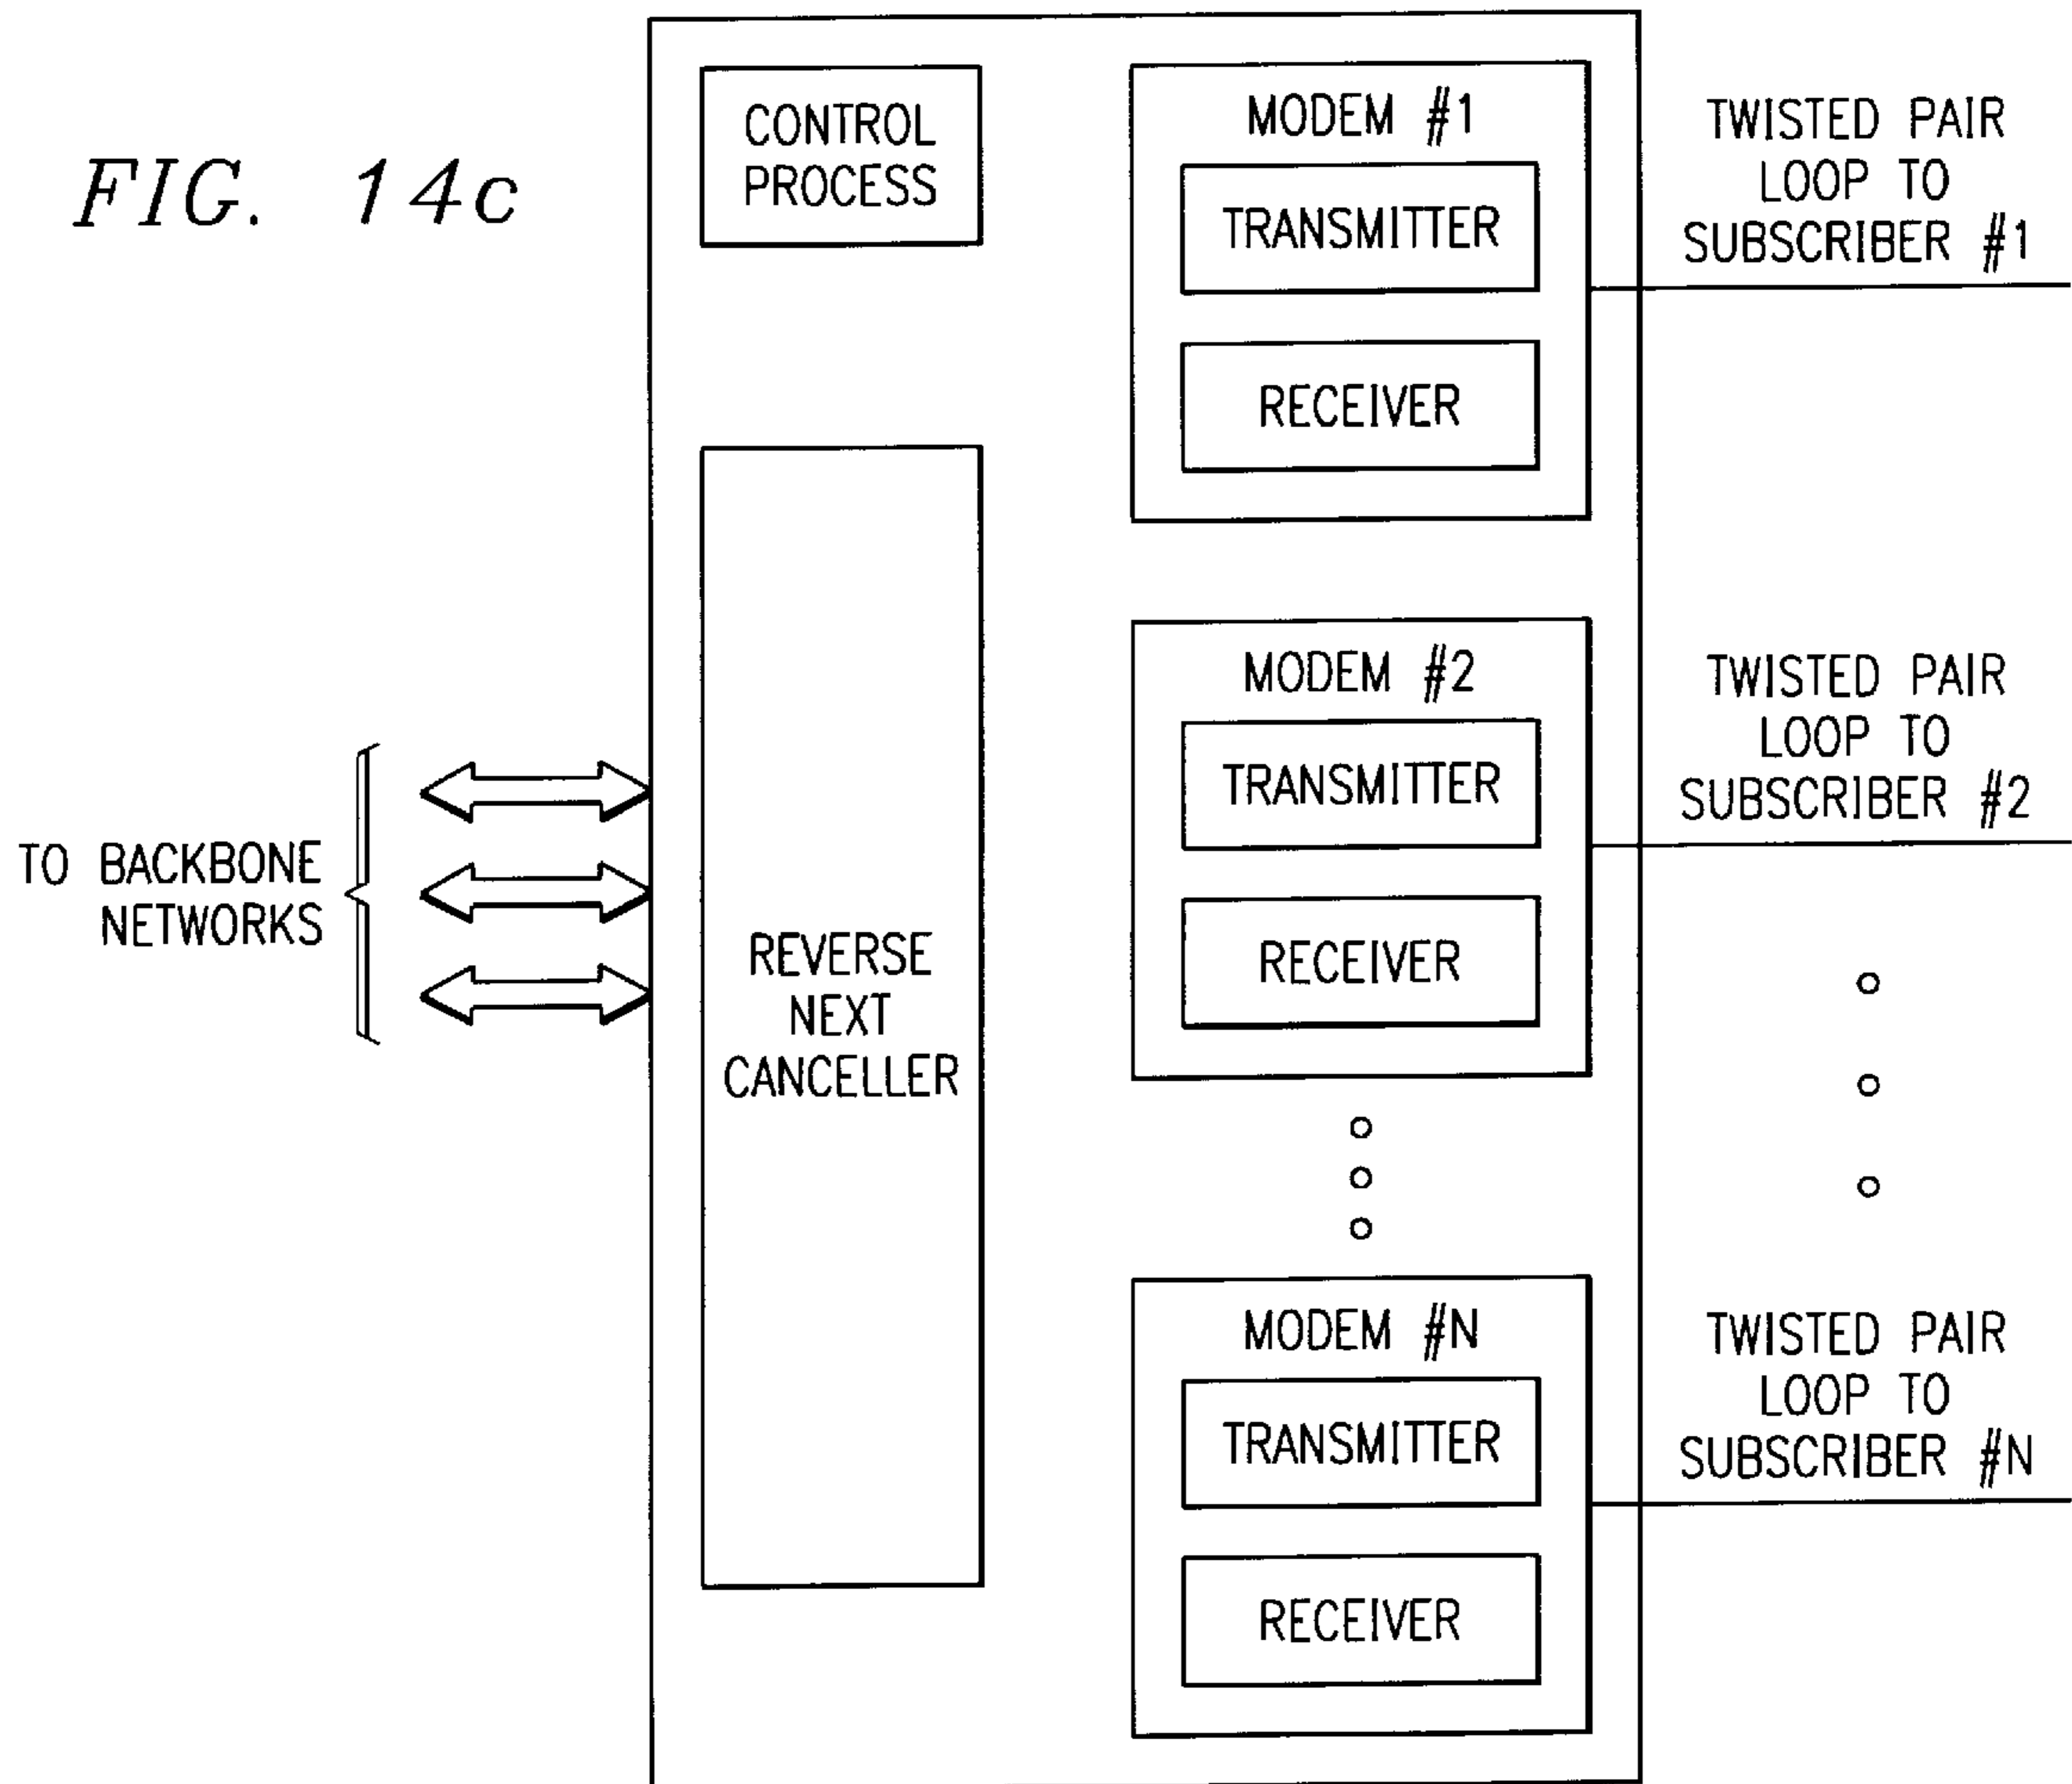 FIG. 14c
CONTROL
PROCESS
MODEM #1
TRANSMITTER
RECEIVER
TWISTED PAIR
LOOP TO
SUBSCRIBER #1
MODEM #2
TRANSMITTER
RECEIVER
TWISTED PAIR
LOOP TO
SUBSCRIBER #2
TO BACKBONE
NETWORKS
REVERSE
NEXT
CANCELLER
MODEM #N
TRANSMITTER
RECEIVER
TWISTED PAIR
LOOP TO
SUBSCRIBER #N